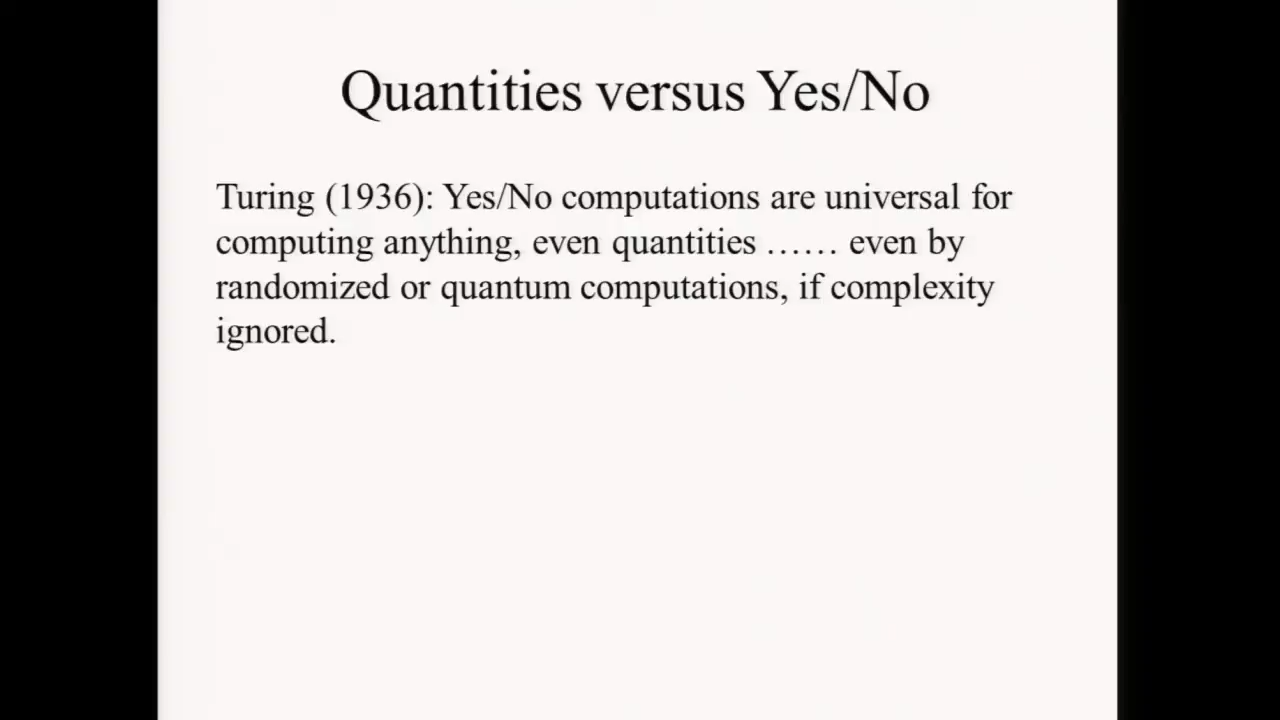 Quantities versus Yes/No
Turing (1936): Yes/No computations are universal for
computing anything, even quantities …… even by
randomized or quantum computations, if complexity
ignored.